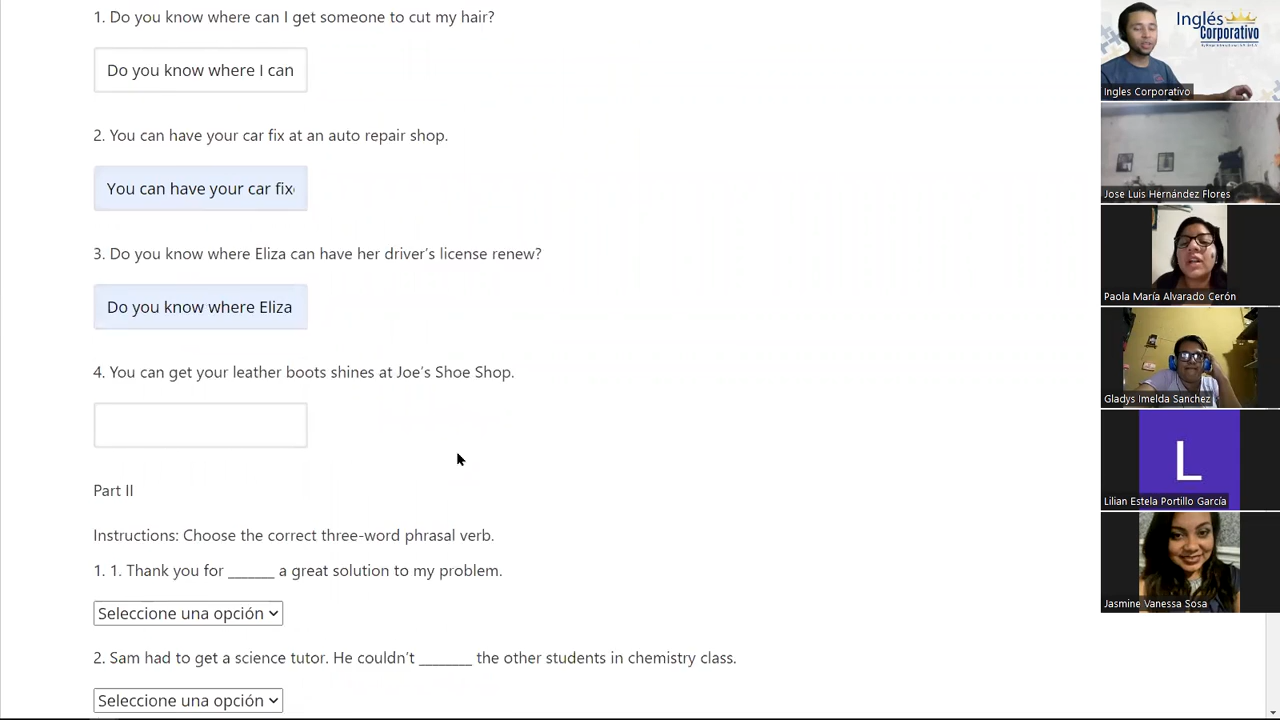 1. Do you know where can I get someone to cut my hair?
Do you know where I can
2. You can have your car fix at an auto repair shop.
You can have your car fix
3. Do you know where Eliza can have her driver’s license renew?
Do you know where Eliza
4. You can get your leather boots shines at Joe’s Shoe Shop.
Part II
Instructions: Choose the correct three-word phrasal verb.
1. 1. Thank you for ______ a great solution to my problem.
Seleccione una opción
2. Sam had to get a science tutor. He couldn’t _______ the other students in chemistry class.
Seleccione una opción
Inglés
Corporativo
Ingles Corporativo
Jose Luis Hernández Flores
Paola María Alvarado Cerón
Gladys Imelda Sanchez
L
Lilian Estela Portillo García
Jasmine Vanessa Sosa